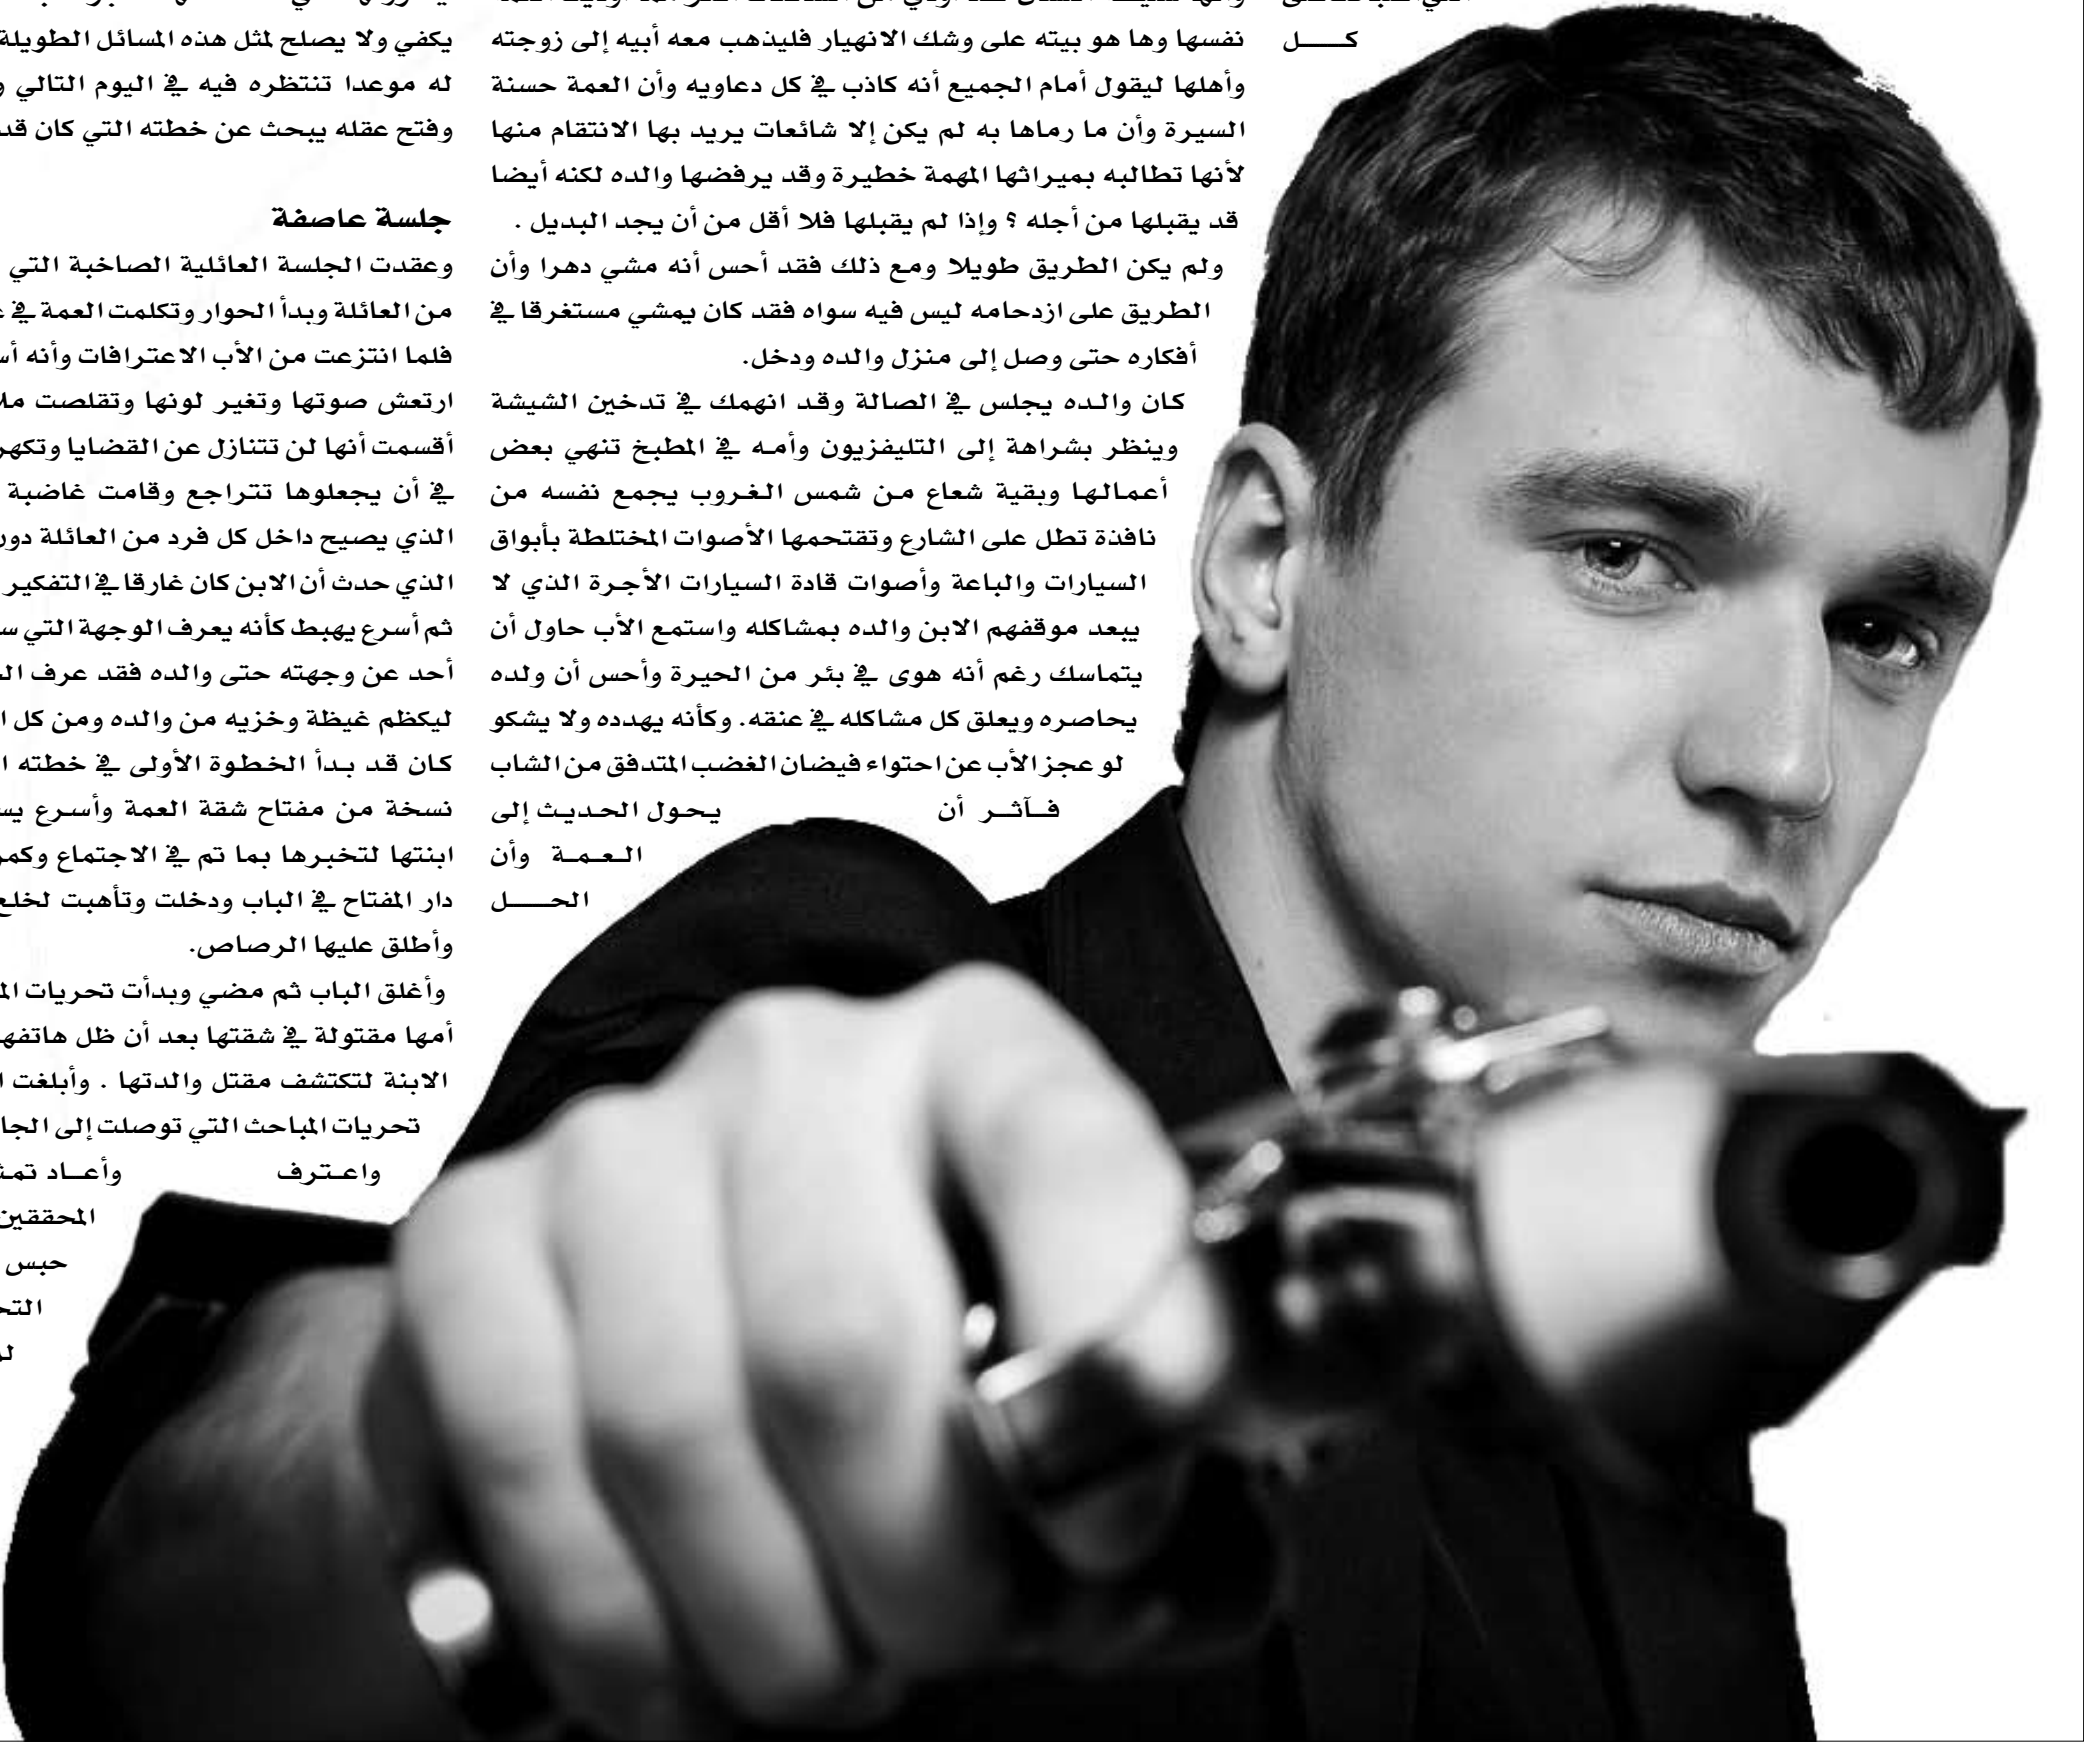 كـــــل
نفسها وها هو بيته على وشك الانهيار فليذهب معه أبيه إلى زوجته
وأهلها ليقول أمام الجميع أنه كاذب في كل دعاويه وأن العمة حسنة
السيرة وأن ما رماها به لم يكن إلا شائعات يريد بها الانتقام منها
لأنها تطالبه بميراثها المهمة خطيرة وقد يرفضها والده لكنه أيضا
قد يقبلها من أجله ؟ وإذا لم يقبلها فلا أقل من أن يجد البديل .
ولم يكن الطريق طويلا ومع ذلك فقد أحس أنه مشي دهرا وأن
الطريق على ازدحامه ليس فيه سواه فقد كان يمشي مستغرقا في
أفكاره حتى وصل إلى منزل والده ودخل.
كان والده يجلس في الصالة وقد انهمك في تدخين الشيشة
وينظر بشراهة إلى التليفزيون وأمه في المطبخ تنهي بعض
أعمالها وبقية شعاع من شمس الغروب يجمع نفسه من
نافذة تطل على الشارع وتقتحمها الأصوات المختلطة بأبواق
السيارات والباعة وأصوات قادة السيارات الأجرة الذي لا
يبعد موقفهم الابن والده بمشاكله واستمع الأب حاول أن
يتماسك رغم أنه هوى في بئر من الحيرة وأحس أن ولده
يحاصره ويعلق كل مشاكله في عنقه. وكأنه يهدده ولا يشكو
لو عجز الأب عن احتواء فيضان الغضب المتدفق من الشاب
فـآثـــر أن يحول الحديث إلى
العـمـة وأن
الحـــــل
يكفي ولا يصلح لمثل هذه المسائل الطويلة
له موعدا تنتظره فيه في اليوم التالي
وفتح عقله يبحث عن خطته التي كان
جلسة عاصفة
وعقدت الجلسة العائلية الصاخبة التي
من العائلة وبدأ الحوار وتكلمت العمة في
فلما انتزعت من الأب الاعترافات وأنه
ارتعش صوتها وتغير لونها وتقلصت
أقسمت أنها لن تتنازل عن القضايا
في أن يجعلوها تتراجع وقامت غاضبة
الذي يصيح داخل كل فرد من العائلة
الذي حدث أن الابن كان غارقا في التفكير
ثم أسرع يهبط كأنه يعرف الوجهة التي
أحد عن وجهته حتى والده فقد عرف
ليكظم غيظة وخزيه من والده ومن كل
كان قد بدأ الخطوة الأولى في خطته
نسخة من مفتاح شقة العمة وأسرع
ابنتها لتخبرها بما تم في الاجتماع
دار المفتاح في الباب ودخلت وتأهبت
وأطلق عليها الرصاص.
وأغلق الباب ثم مضي وبدأت تحريات
أمها مقتولة في شقتها بعد أن ظل
الابنة لتكتشف مقتل والدتها . وأبلغت
تحريات المباحث التي توصلت إلى
واعـترف وأعــاد
المحققين
حبس